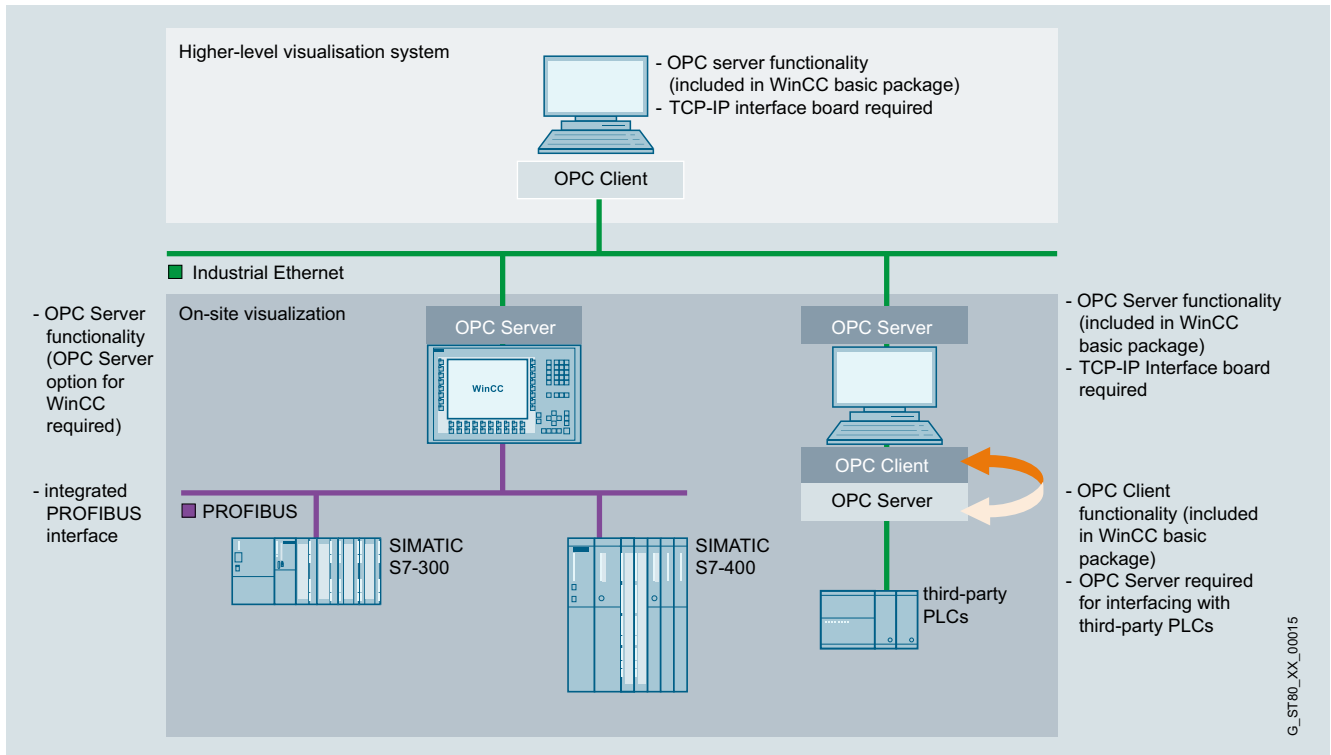 Higher-level visualisation system
- OPC server functionality
(included in WinCC basic package)
- TCP-IP interface board required
OPC Client
Industrial Ethernet
- OPC Server
functionality
(OPC Server
option for
WinCC
required)
On-site visualization
OPC Server
WinCC
OPC Server
- OPC Server functionality
(included in WinCC
basic package)
- TCP-IP Interface board
required
OPC Client
OPC Server
- integrated
PROFIBUS
interface
PROFIBUS
SIMATIC
S7-300
SIMATIC
S7-400
third-party
PLCs
- OPC Client
functionality (included
in WinCC basic
package)
- OPC Server required
for interfacing with
third-party PLCs
G_ST80_XX_00015